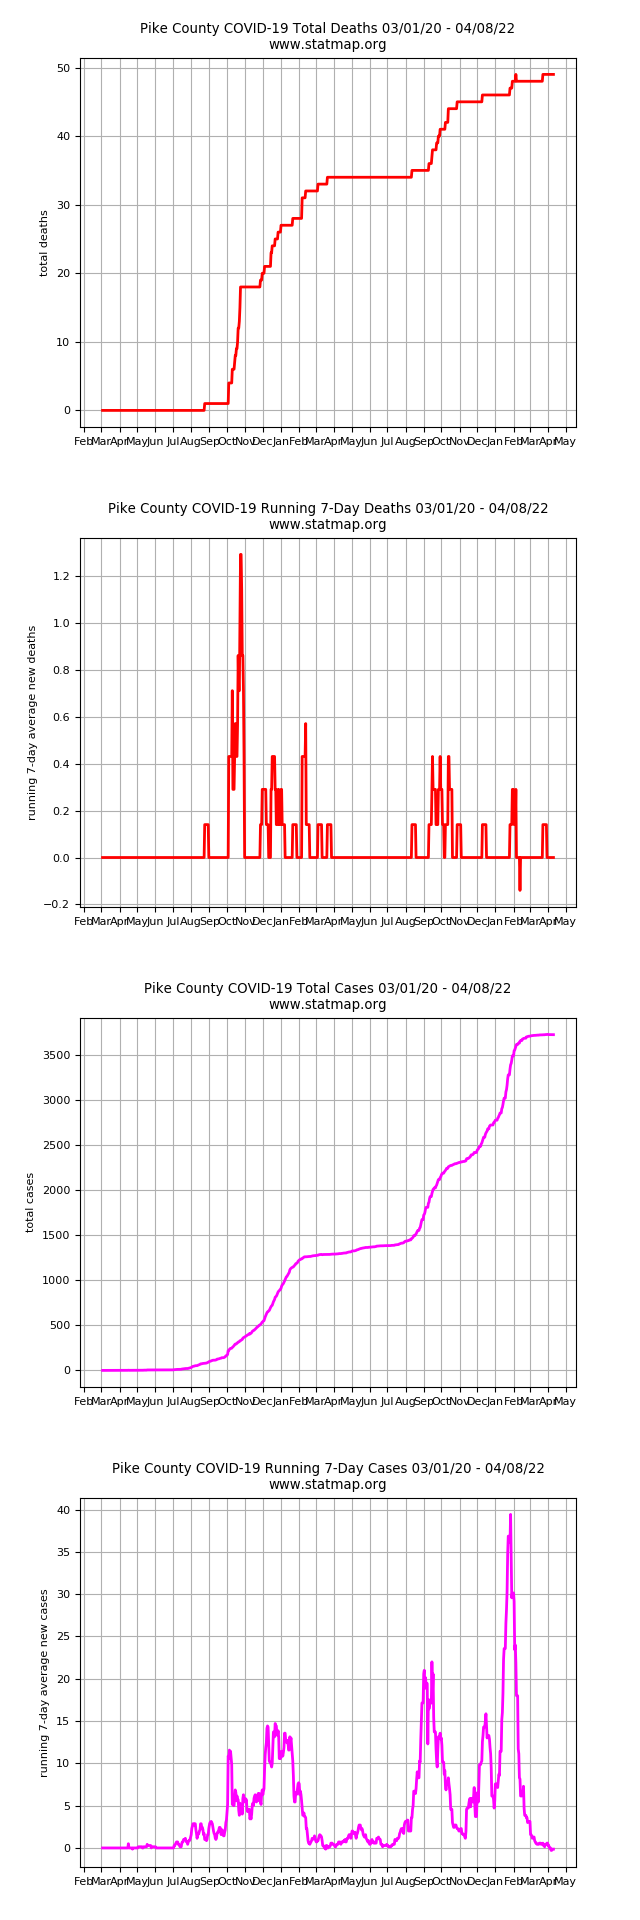 Pike County COVID-19 Total Deaths 03/01/20 - 04/08/22
www.statmap.org
total deaths
50
40
30
20
10
0
Feb Mar Apr May Jun Jul Aug Sep Oct Nov Dec Jan Feb Mar Apr May Jun Jul Aug Sep Oct Nov Dec Jan Feb Mar Apr May
Pike County COVID-19 Running 7-Day Deaths 03/01/20 - 04/08/22
www.statmap.org
running 7-day average new deaths
1.2
1.0
0.8
0.6
0.4
0.2
0.0
−0.2
Feb Mar Apr May Jun Jul Aug Sep Oct Nov Dec Jan Feb Mar Apr May Jun Jul Aug Sep Oct Nov Dec Jan Feb Mar Apr May
Pike County COVID-19 Total Cases 03/01/20 - 04/08/22
www.statmap.org
total cases
3500
3000
2500
2000
1500
1000
500
0
Feb Mar Apr May Jun Jul Aug Sep Oct Nov Dec Jan Feb Mar Apr May Jun Jul Aug Sep Oct Nov Dec Jan Feb Mar Apr May
Pike County COVID-19 Running 7-Day Cases 03/01/20 - 04/08/22
www.statmap.org
running 7-day average new cases
40
35
30
25
20
15
10
5
0
Feb Mar Apr May Jun Jul Aug Sep Oct Nov Dec Jan Feb Mar Apr May Jun Jul Aug Sep Oct Nov Dec Jan Feb Mar Apr May